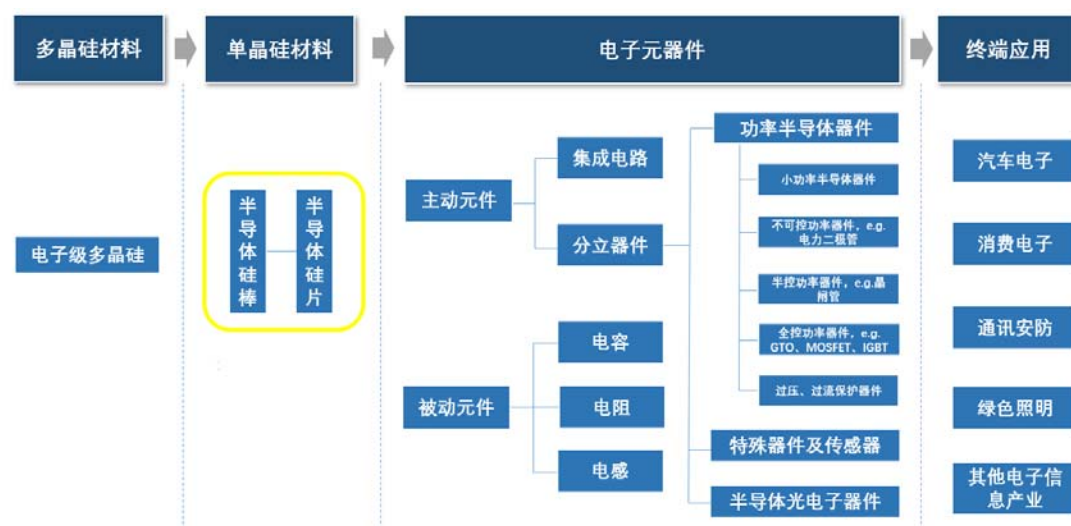 多晶硅材料
单晶硅材料
电子元器件
终端应用
电子级多晶硅
半导体硅棒
半导体硅片
主动元件
集成电路
分立器件
被动元件
电容
电阻
电感
功率半导体器件
小功率半导体器件
不可控功率器件，e.g.
电力二极管
半控功率器件，e.g.晶
闸管
全控功率器件，e.g.
GTO、MOSFET、IGBT
过压、过流保护器件
特殊器件及传感器
半导体光电子器件
汽车电子
消费电子
通讯安防
绿色照明
其他电子信
息产业